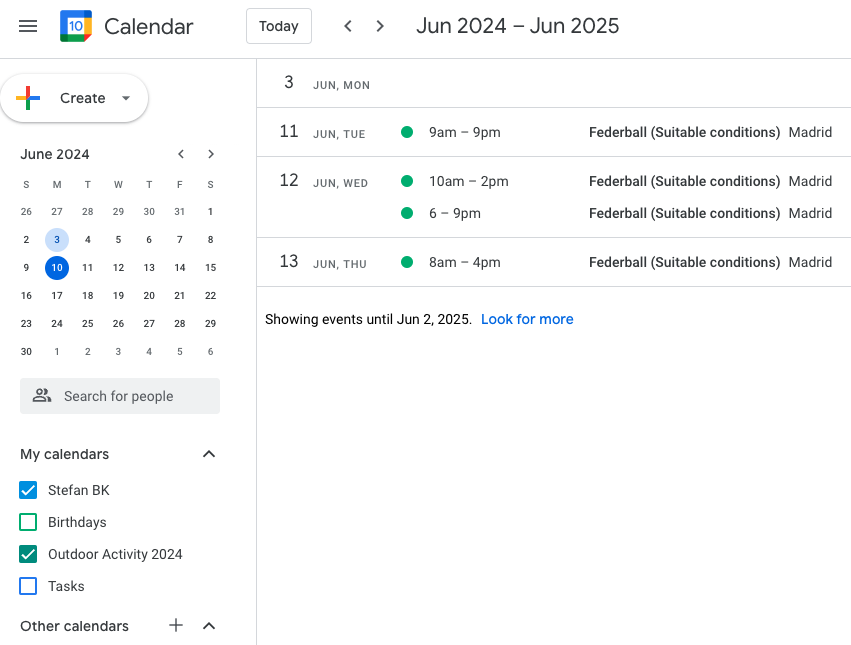 10 Calendar Today Jun 2024 – Jun 2025
Create
June 2024
S M T W T F S
26 27 28 29 30 31 1
2 3 4 5 6 7 8
9 10 11 12 13 14 15
16 17 18 19 20 21 22
23 24 25 26 27 28 29
30 1 2 3 4 5 6
Search for people
My calendars
Stefan BK
Birthdays
Outdoor Activity 2024
Tasks
Other calendars
3 JUN, MON
11 JUN, TUE 9am – 9pm Federball (Suitable conditions) Madrid
12 JUN, WED 10am – 2pm Federball (Suitable conditions) Madrid
6 – 9pm Federball (Suitable conditions) Madrid
13 JUN, THU 8am – 4pm Federball (Suitable conditions) Madrid
Showing events until Jun 2, 2025. Look for more